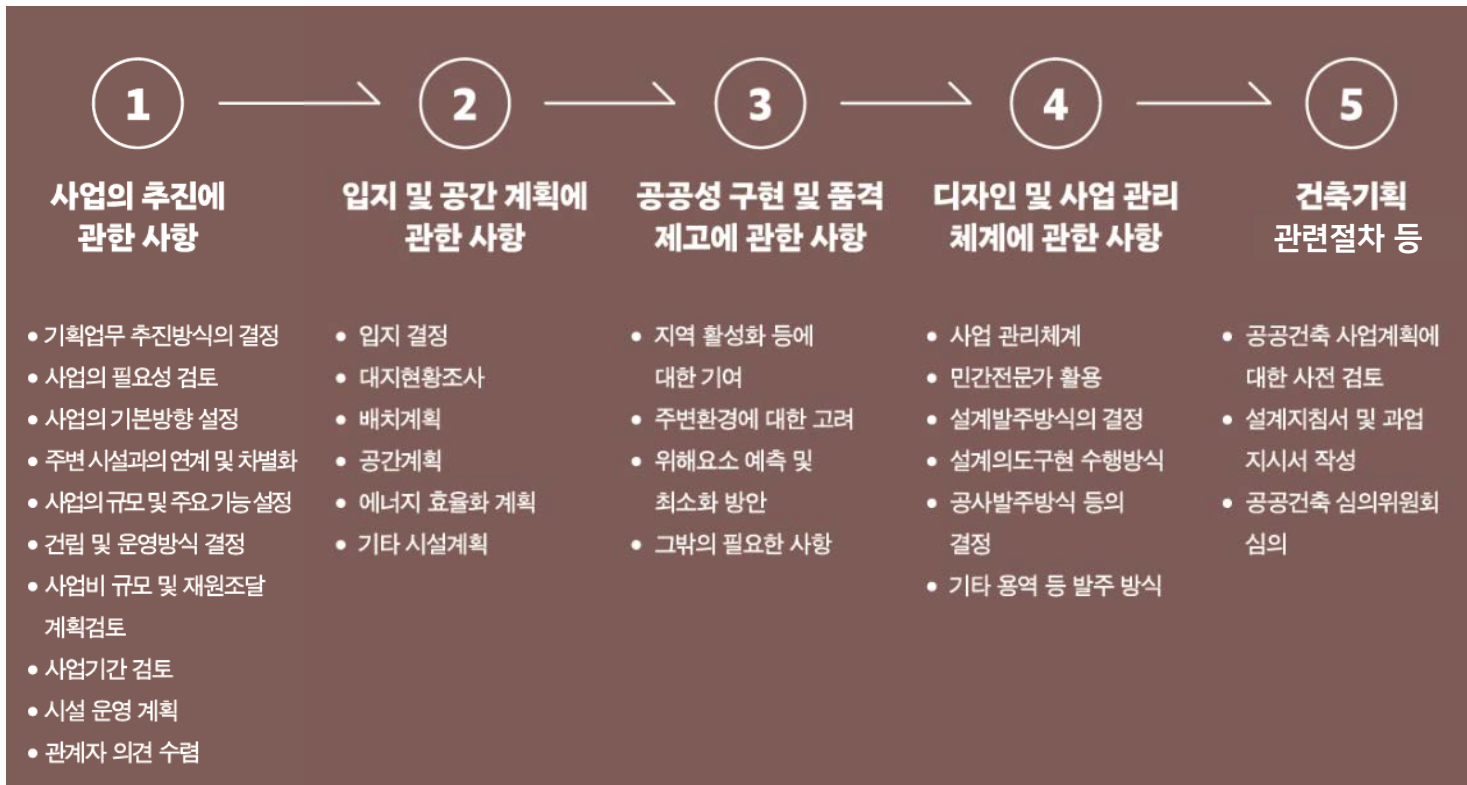 1
사업의 추진에
관한 사항
• 기획업무 추진방식의 결정
• 사업의 필요성 검토
• 사업의 기본방향 설정
• 주변 시설과의 연계 및 차별화
• 사업의 규모 및 주요 기능 설정
• 건립 및 운영방식 결정
• 사업비 규모 및 재원조달
계획검토
• 사업기간 검토
• 시설 운영 계획
• 관계자 의견 수렴
2
입지 및 공간 계획에
관한 사항
• 입지 결정
• 대지현황조사
• 배치계획
• 공간계획
• 에너지 효율화 계획
• 기타 시설계획
3
공공성 구현 및 품격
제고에 관한 사항
• 지역 활성화 등에
대한 기여
• 주변환경에 대한 고려
• 위해요소 예측 및
최소화 방안
• 그밖의 필요한 사항
4
디자인 및 사업 관리
체계에 관한 사항
• 사업 관리체계
• 민간전문가 활용
• 설계발주방식의 결정
• 설계의도구현 수행방식
• 공사발주방식 등의
결정
• 기타 용역 등 발주 방식
5
건축기획
관련절차 등
• 공공건축 사업계획에
대한 사전 검토
• 설계지침서 및 과업
지시서 작성
• 공공건축 심의위원회
심의